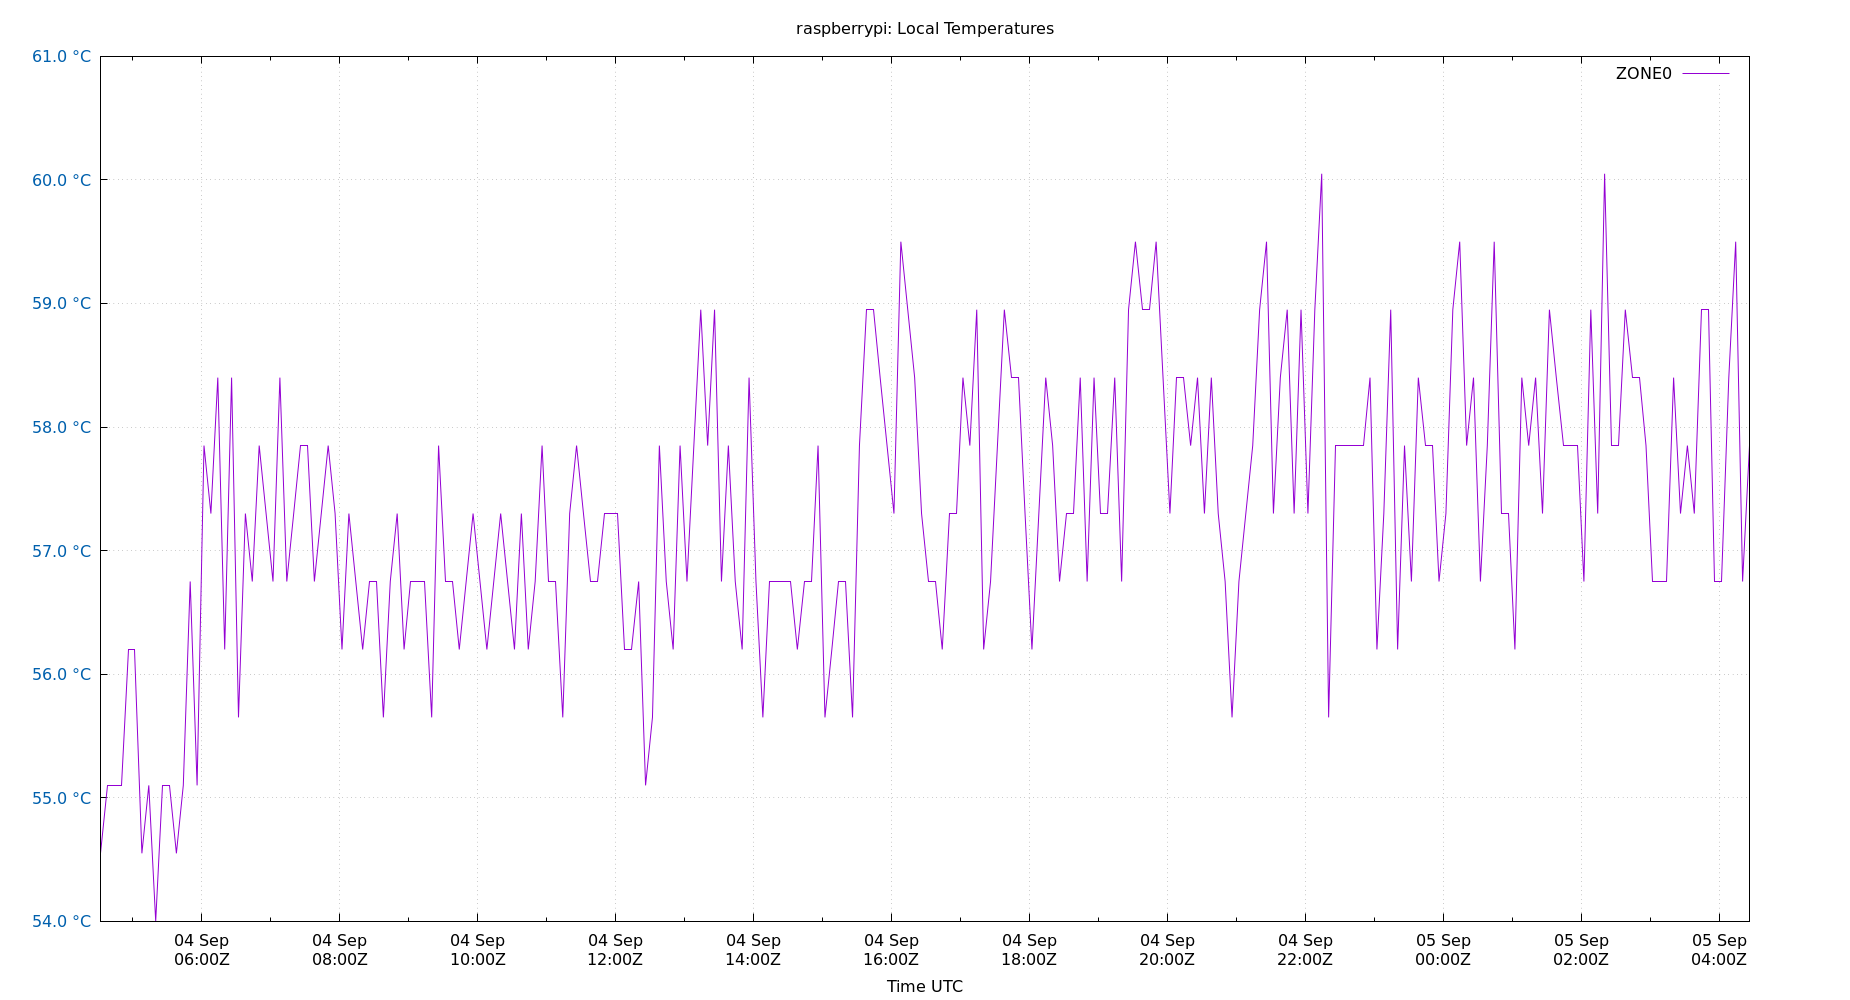 raspberrypi: Local Temperatures
61.0 °C
ZONE0
60.0 °C
59.0 °C
58.0 °C
57.0 °C
56.0 °C
55.0 °C
54.0 °C
04 Sep 04 Sep 04 Sep 04 Sep 04 Sep 04 Sep 04 Sep 04 Sep 04 Sep 05 Sep 05 Sep 05 Sep
06:00Z 08:00Z 10:00Z 12:00Z 14:00Z 16:00Z 18:00Z 20:00Z 22:00Z 00:00Z 02:00Z 04:00Z
Time UTC